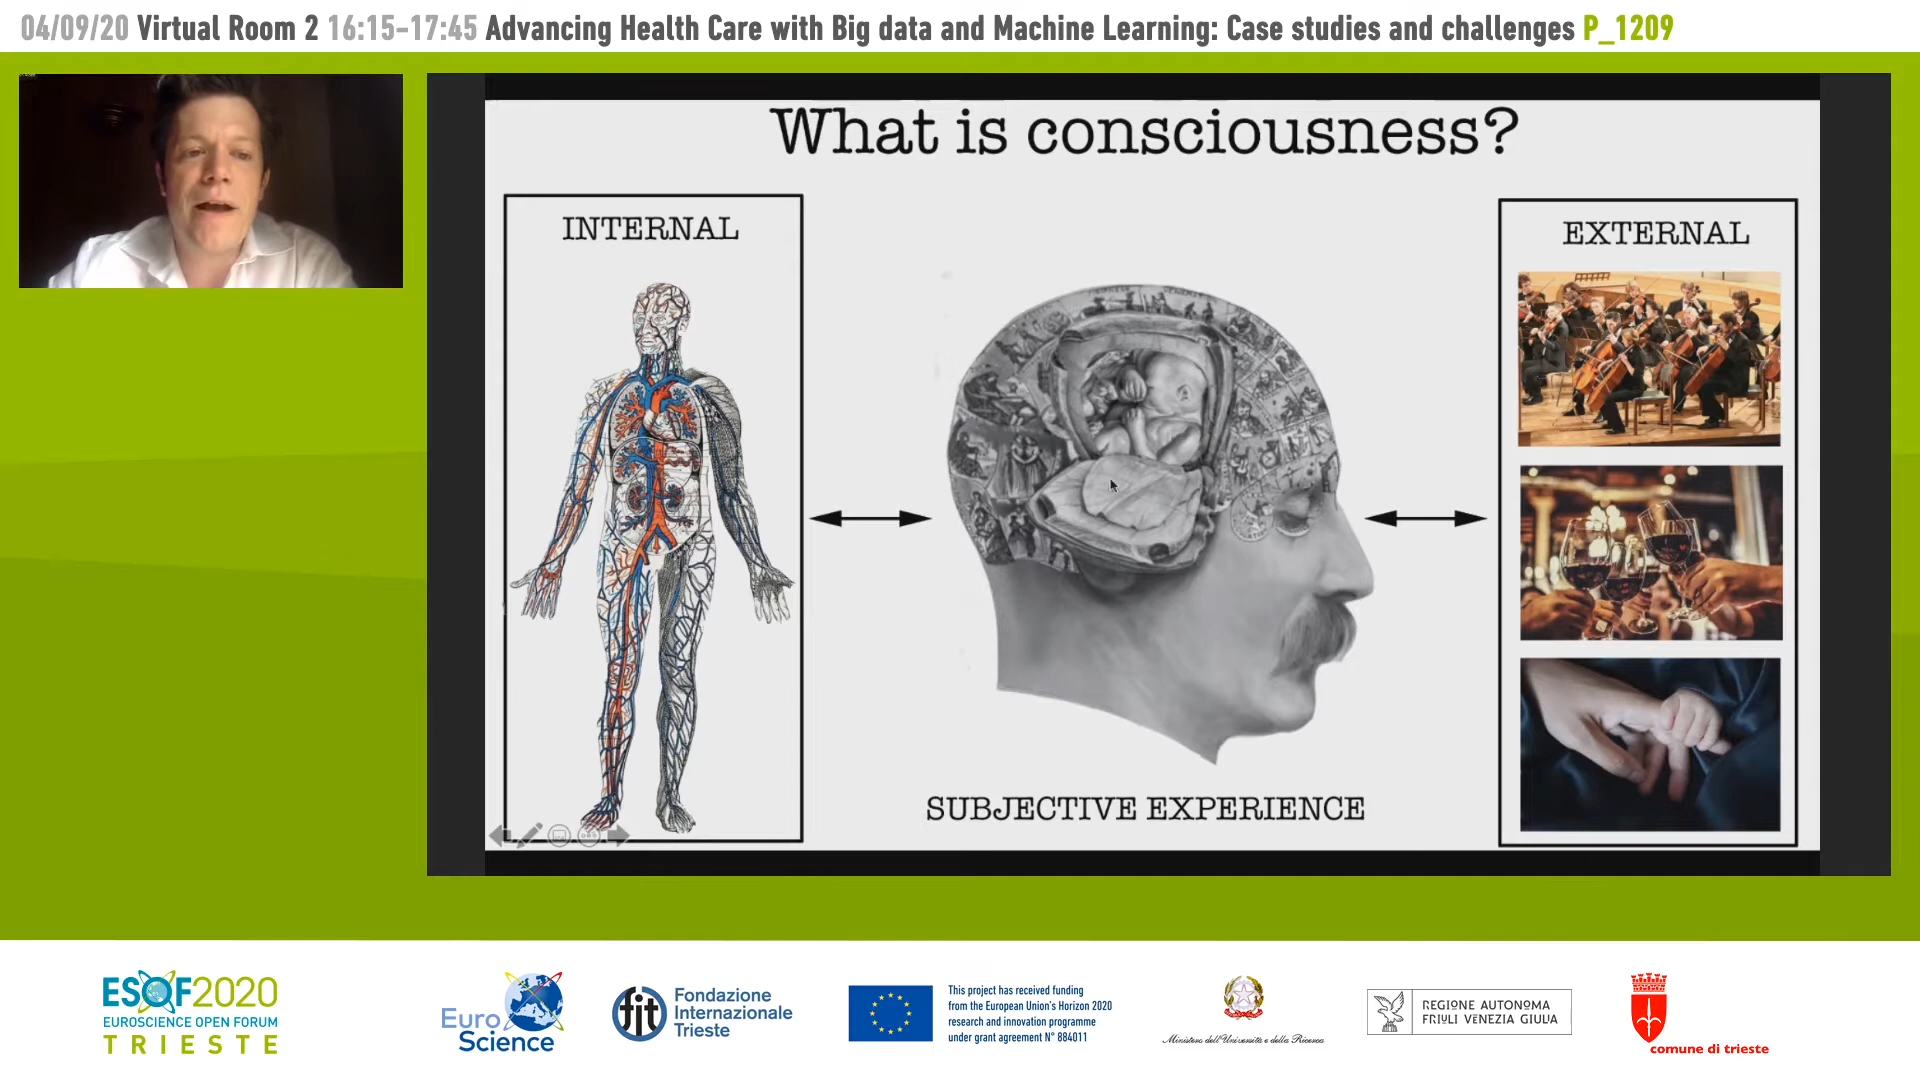 04/09/20 Virtual Room 2 16:15-17:45 Advancing Health Care with Big data and Machine Learning: Case studies and challenges P_1209
What is consciousness?
INTERNAL
EXTERNAL
SUBJECTIVE EXPERIENCE
ESOF2020
EUROSCIENCE OPEN FORUM
TRIESTE
Euro
Science
fit
Fondazione
Internazionale
Trieste
This project has received funding
from the European Union's Horizon 2020
research and innovation programme
under grant agreement N° 884011
Ministero dell'Università e della Ricerca
REGIONE AUTONOMA
FRIULI VENEZIA GIULIA
comune di trieste